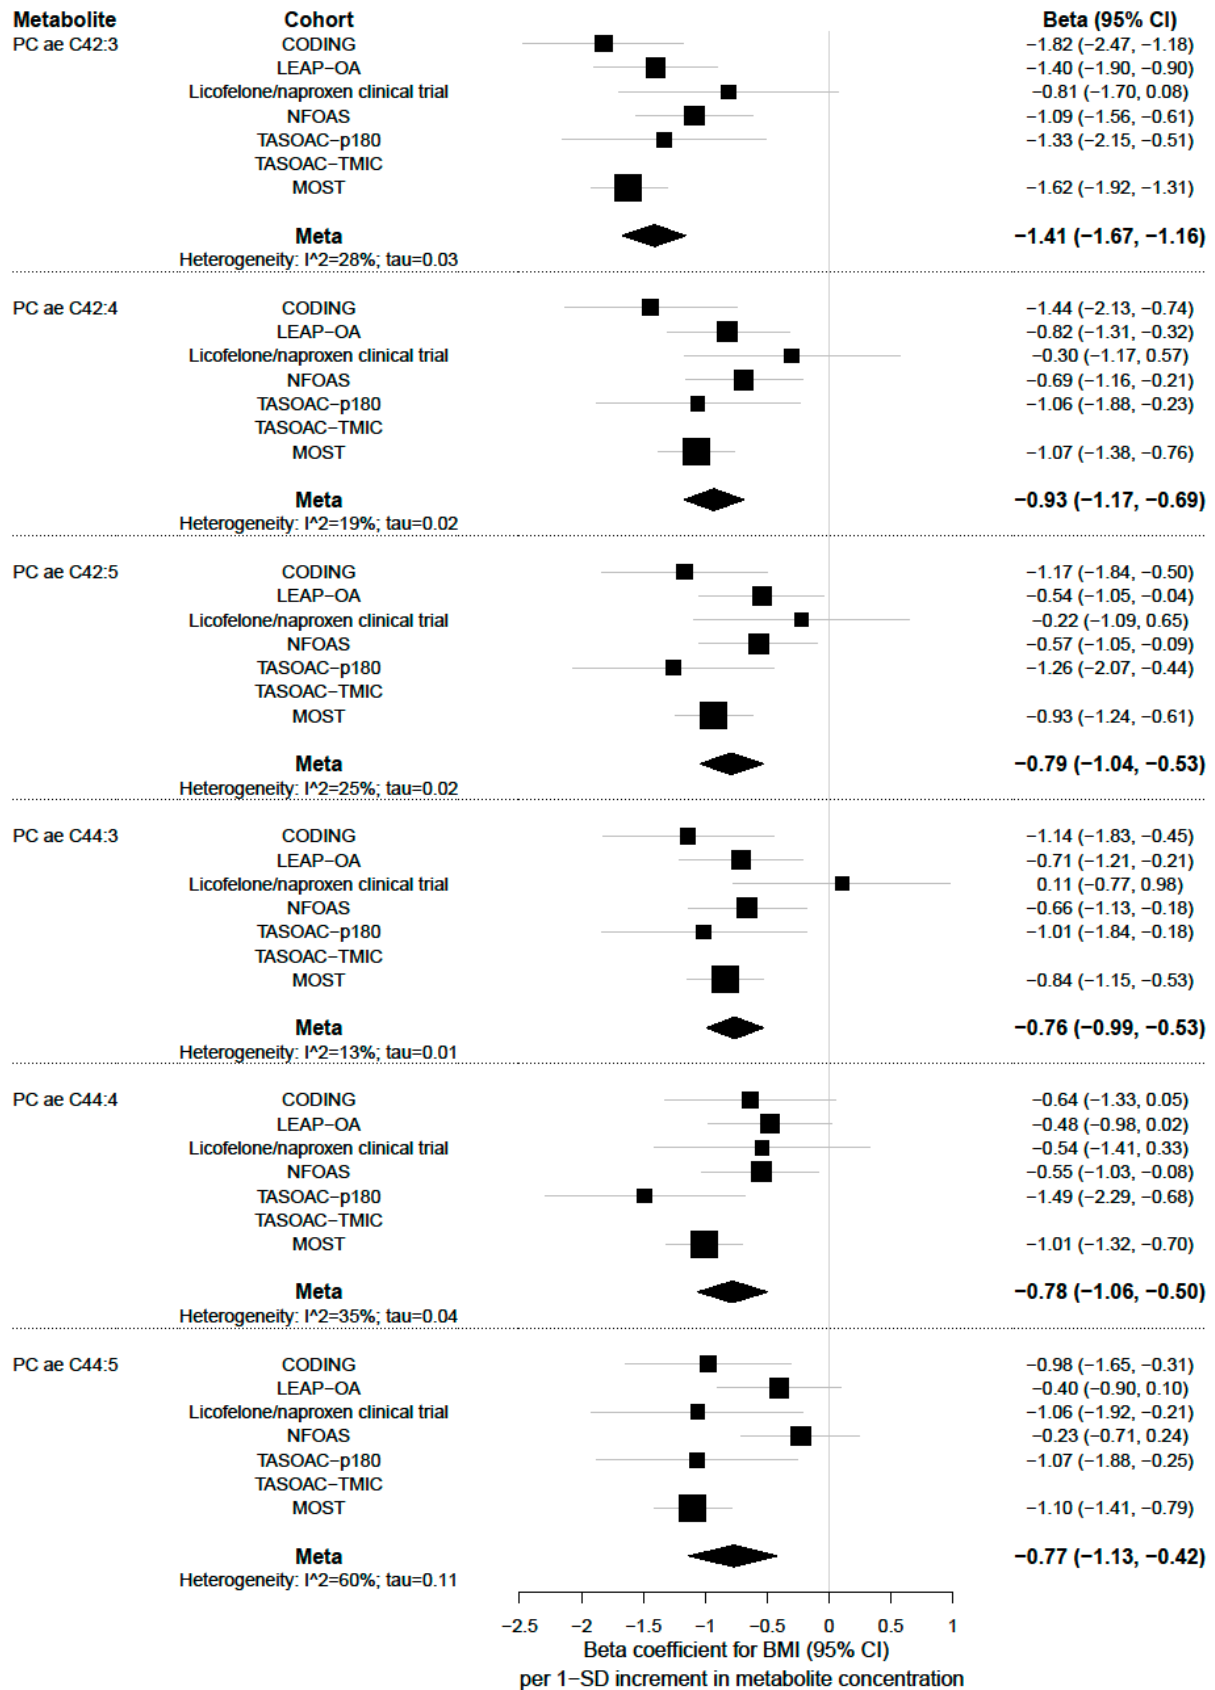 Metabolite Cohort Beta (95% CI)
PC ae C42:3 CODING −1.82 (−2.47, −1.18)
LEAP−OA −1.40 (−1.90, −0.90)
Licofelone/naproxen clinical trial −0.81 (−1.70, 0.08)
NFOAS −1.09 (−1.56, −0.61)
TASOAC−p180 −1.33 (−2.15, −0.51)
TASOAC−TMIC
MOST −1.62 (−1.92, −1.31)
Meta −1.41 (−1.67, −1.16)
Heterogeneity: I^2=28%; tau=0.03
PC ae C42:4 CODING −1.44 (−2.13, −0.74)
LEAP−OA −0.82 (−1.31, −0.32)
Licofelone/naproxen clinical trial −0.30 (−1.17, 0.57)
NFOAS −0.69 (−1.16, −0.21)
TASOAC−p180 −1.06 (−1.88, −0.23)
TASOAC−TMIC
MOST −1.07 (−1.38, −0.76)
Meta −0.93 (−1.17, −0.69)
Heterogeneity: I^2=19%; tau=0.02
PC ae C42:5 CODING −1.17 (−1.84, −0.50)
LEAP−OA −0.54 (−1.05, −0.04)
Licofelone/naproxen clinical trial −0.22 (−1.09, 0.65)
NFOAS −0.57 (−1.05, −0.09)
TASOAC−p180 −1.26 (−2.07, −0.44)
TASOAC−TMIC
MOST −0.93 (−1.24, −0.61)
Meta −0.79 (−1.04, −0.53)
Heterogeneity: I^2=25%; tau=0.02
PC ae C44:3 CODING −1.14 (−1.83, −0.45)
LEAP−OA −0.71 (−1.21, −0.21)
Licofelone/naproxen clinical trial 0.11 (−0.77, 0.98)
NFOAS −0.66 (−1.13, −0.18)
TASOAC−p180 −1.01 (−1.84, −0.18)
TASOAC−TMIC
MOST −0.84 (−1.15, −0.53)
Meta −0.76 (−0.99, −0.53)
Heterogeneity: I^2=13%; tau=0.01
PC ae C44:4 CODING −0.64 (−1.33, 0.05)
LEAP−OA −0.48 (−0.98, 0.02)
Licofelone/naproxen clinical trial −0.54 (−1.41, 0.33)
NFOAS −0.55 (−1.03, −0.08)
TASOAC−p180 −1.49 (−2.29, −0.68)
TASOAC−TMIC
MOST −1.01 (−1.32, −0.70)
Meta −0.78 (−1.06, −0.50)
Heterogeneity: I^2=35%; tau=0.04
PC ae C44:5 CODING −0.98 (−1.65, −0.31)
LEAP−OA −0.40 (−0.90, 0.10)
Licofelone/naproxen clinical trial −1.06 (−1.92, −0.21)
NFOAS −0.23 (−0.71, 0.24)
TASOAC−p180 −1.07 (−1.88, −0.25)
TASOAC−TMIC
MOST −1.10 (−1.41, −0.79)
Meta −0.77 (−1.13, −0.42)
Heterogeneity: I^2=60%; tau=0.11
−2.5 −2 −1.5 −1 −0.5 0 0.5 1
Beta coefficient for BMI (95% CI)
per 1−SD increment in metabolite concentration